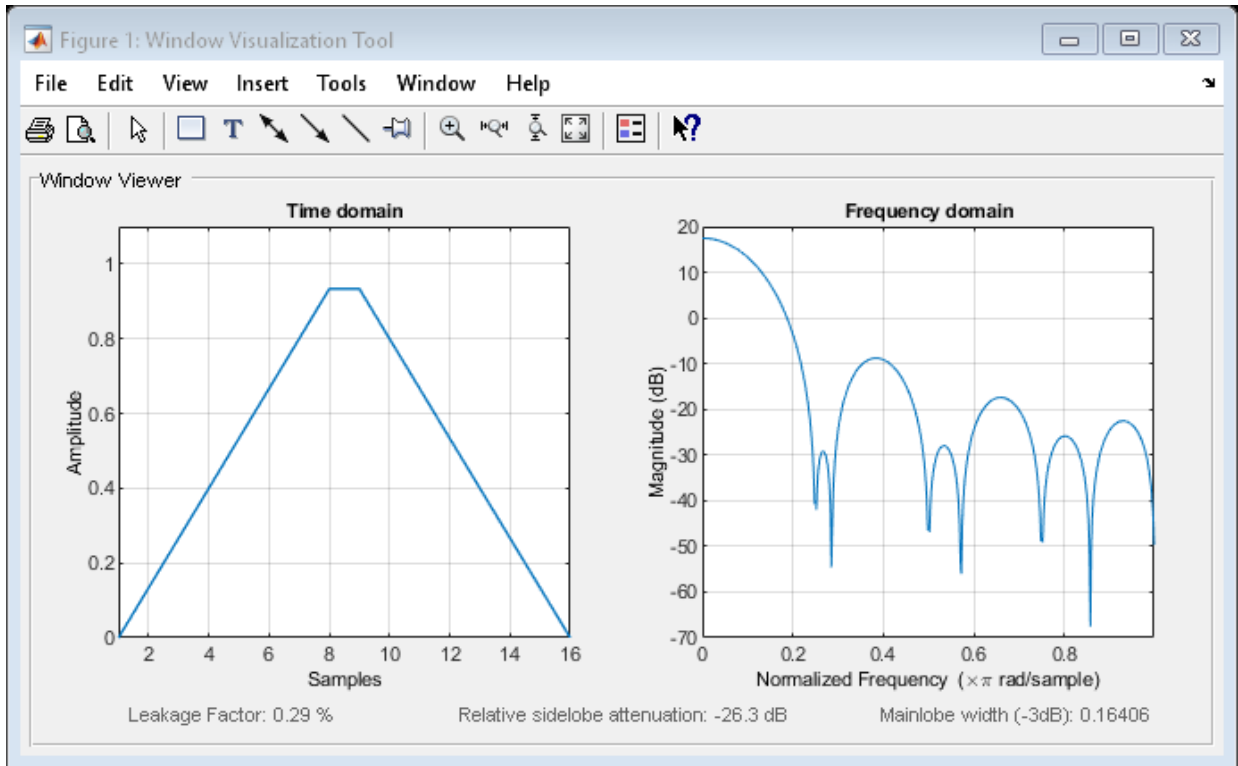 Figure 1: Window Visualization Tool
File Edit View Insert Tools Window Help
T
?
Window Viewer
Time domain
1
0.8
0.6
0.4
0.2
0
Amplitude
2 4 6 8 10 12 14 16
Samples
Frequency domain
20
10
0
-10
-20
-30
-40
-50
-60
-70
Magnitude (dB)
0 0.2 0.4 0.6 0.8
Normalized Frequency (×π rad/sample)
Leakage Factor: 0.29 %
Relative sidelobe attenuation: -26.3 dB
Mainlobe width (-3dB): 0.16406